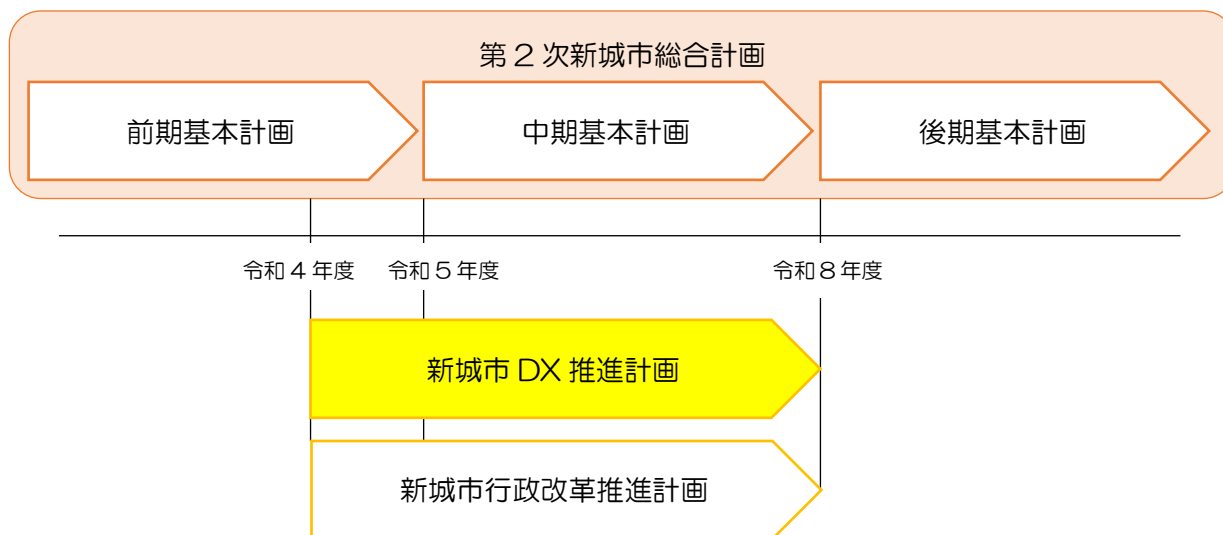 第２次新城市総合計画
前期基本計画
中期基本計画
後期基本計画
令和４年度
令和５年度
令和８年度
新城市 DX 推進計画
新城市行政改革推進計画